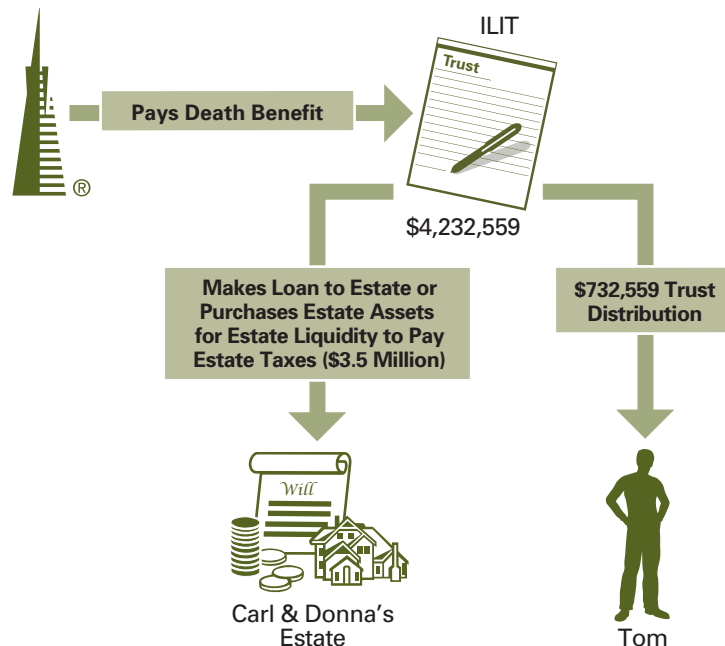 ILIT
Trust
Pays Death Benefit
®
$4,232,559
Makes Loan to Estate or
Purchases Estate Assets
for Estate Liquidity to Pay
Estate Taxes ($3.5 Million)
$732,559 Trust
Distribution
Will
Carl & Donna's
Estate
Tom